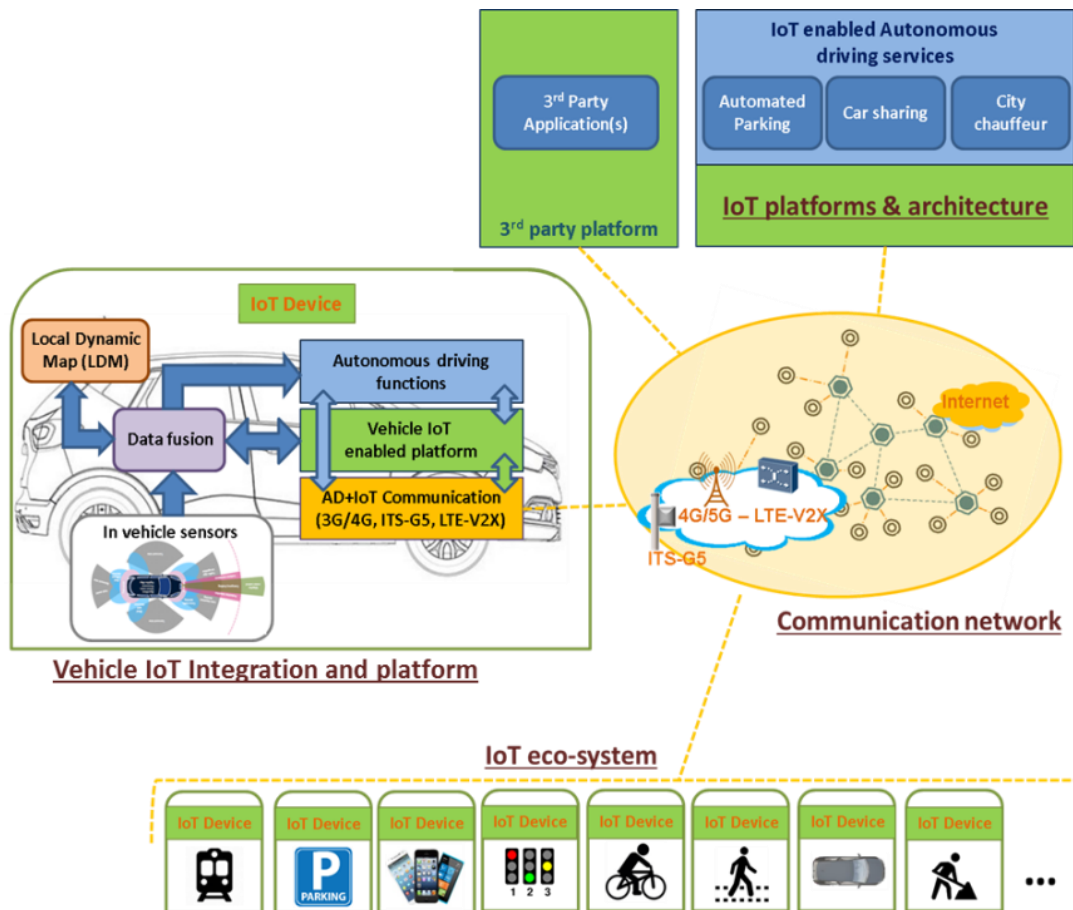 IoT enabled Autonomous
driving services
3rd Party
Application(s)
Automated
Parking
Car sharing
City
chauffeur
IoT platforms & architecture
3rd party platform
IoT Device
Local Dynamic
Map (LDM)
Autonomous driving
functions
Data fusion
Vehicle IoT
enabled platform
AD+IoT Communication
(3G/4G, ITS-G5, LTE-V2X)
In vehicle sensors
Internet
4G/5G – LTE-V2X
ITS-G5
Communication network
Vehicle IoT Integration and platform
IoT eco-system
IoT Device
IoT Device
IoT Device
IoT Device
IoT Device
IoT Device
IoT Device
IoT Device
P
PARKING
1 2 3
...